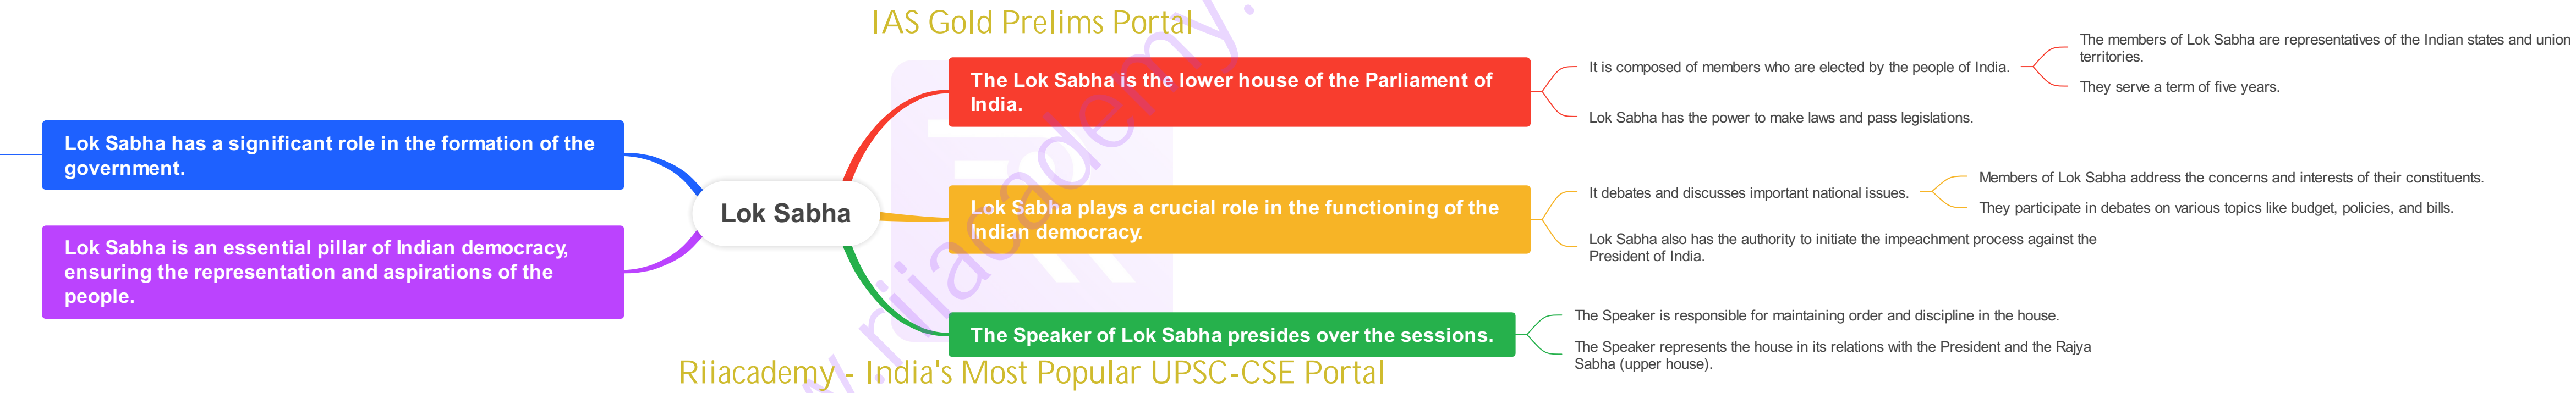 IAS Gold Prelims Portal
Lok Sabha has a significant role in the formation of the
government.
Lok Sabha is an essential pillar of Indian democracy,
ensuring the representation and aspirations of the
people.
Lok Sabha
The Lok Sabha is the lower house of the Parliament of
India.
It is composed of members who are elected by the people of India.
The members of Lok Sabha are representatives of the Indian states and union
territories.
They serve a term of five years.
Lok Sabha has the power to make laws and pass legislations.
Lok Sabha plays a crucial role in the functioning of the
Indian democracy.
It debates and discusses important national issues.
Members of Lok Sabha address the concerns and interests of their constituents.
They participate in debates on various topics like budget, policies, and bills.
Lok Sabha also has the authority to initiate the impeachment process against the
President of India.
The Speaker of Lok Sabha presides over the sessions.
The Speaker is responsible for maintaining order and discipline in the house.
The Speaker represents the house in its relations with the President and the Rajya
Sabha (upper house).
Riiacademy - India's Most Popular UPSC-CSE Portal
w.riiacademy.